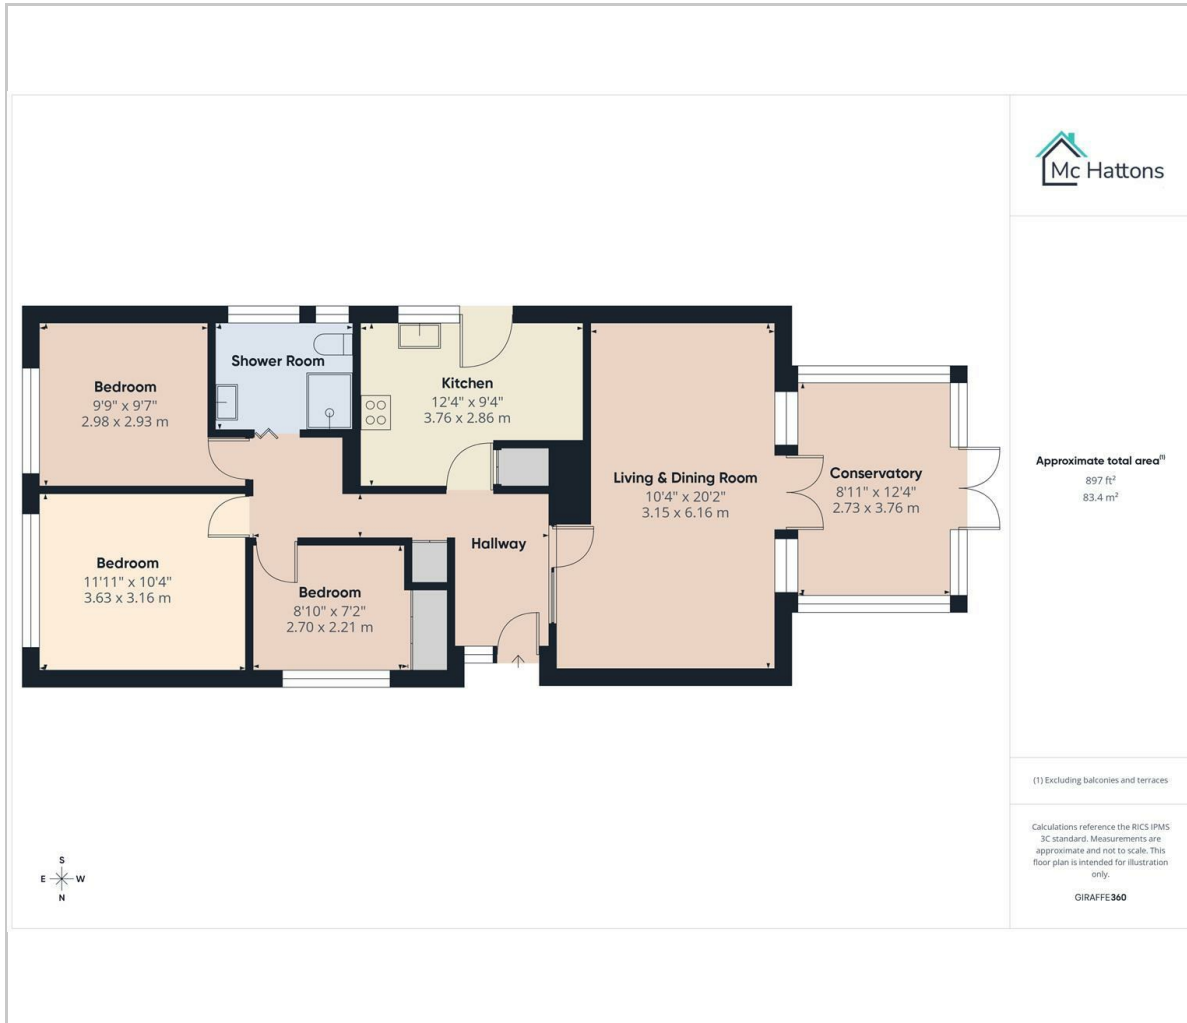 Mc Hattons
Bedroom
9'9" x 9'7"
2.98 x 2.93 m
Shower Room
Kitchen
12'4" x 9'4"
3.76 x 2.86 m
Living & Dining Room
10'4" x 20'2"
3.15 x 6.16 m
Conservatory
8'11" x 12'4"
2.73 x 3.76 m
Hallway
Bedroom
11'11" x 10'4"
3.63 x 3.16 m
Bedroom
8'10" x 7'2"
2.70 x 2.21 m
Approximate total area⁽¹⁾
897 ft²
83.4 m²
(1) Excluding balconies and terraces
Calculations reference the RICS IPMS
3C standard. Measurements are
approximate and not to scale. This
floor plan is intended for illustration
only.
GIRAFFE360
S
E W
N